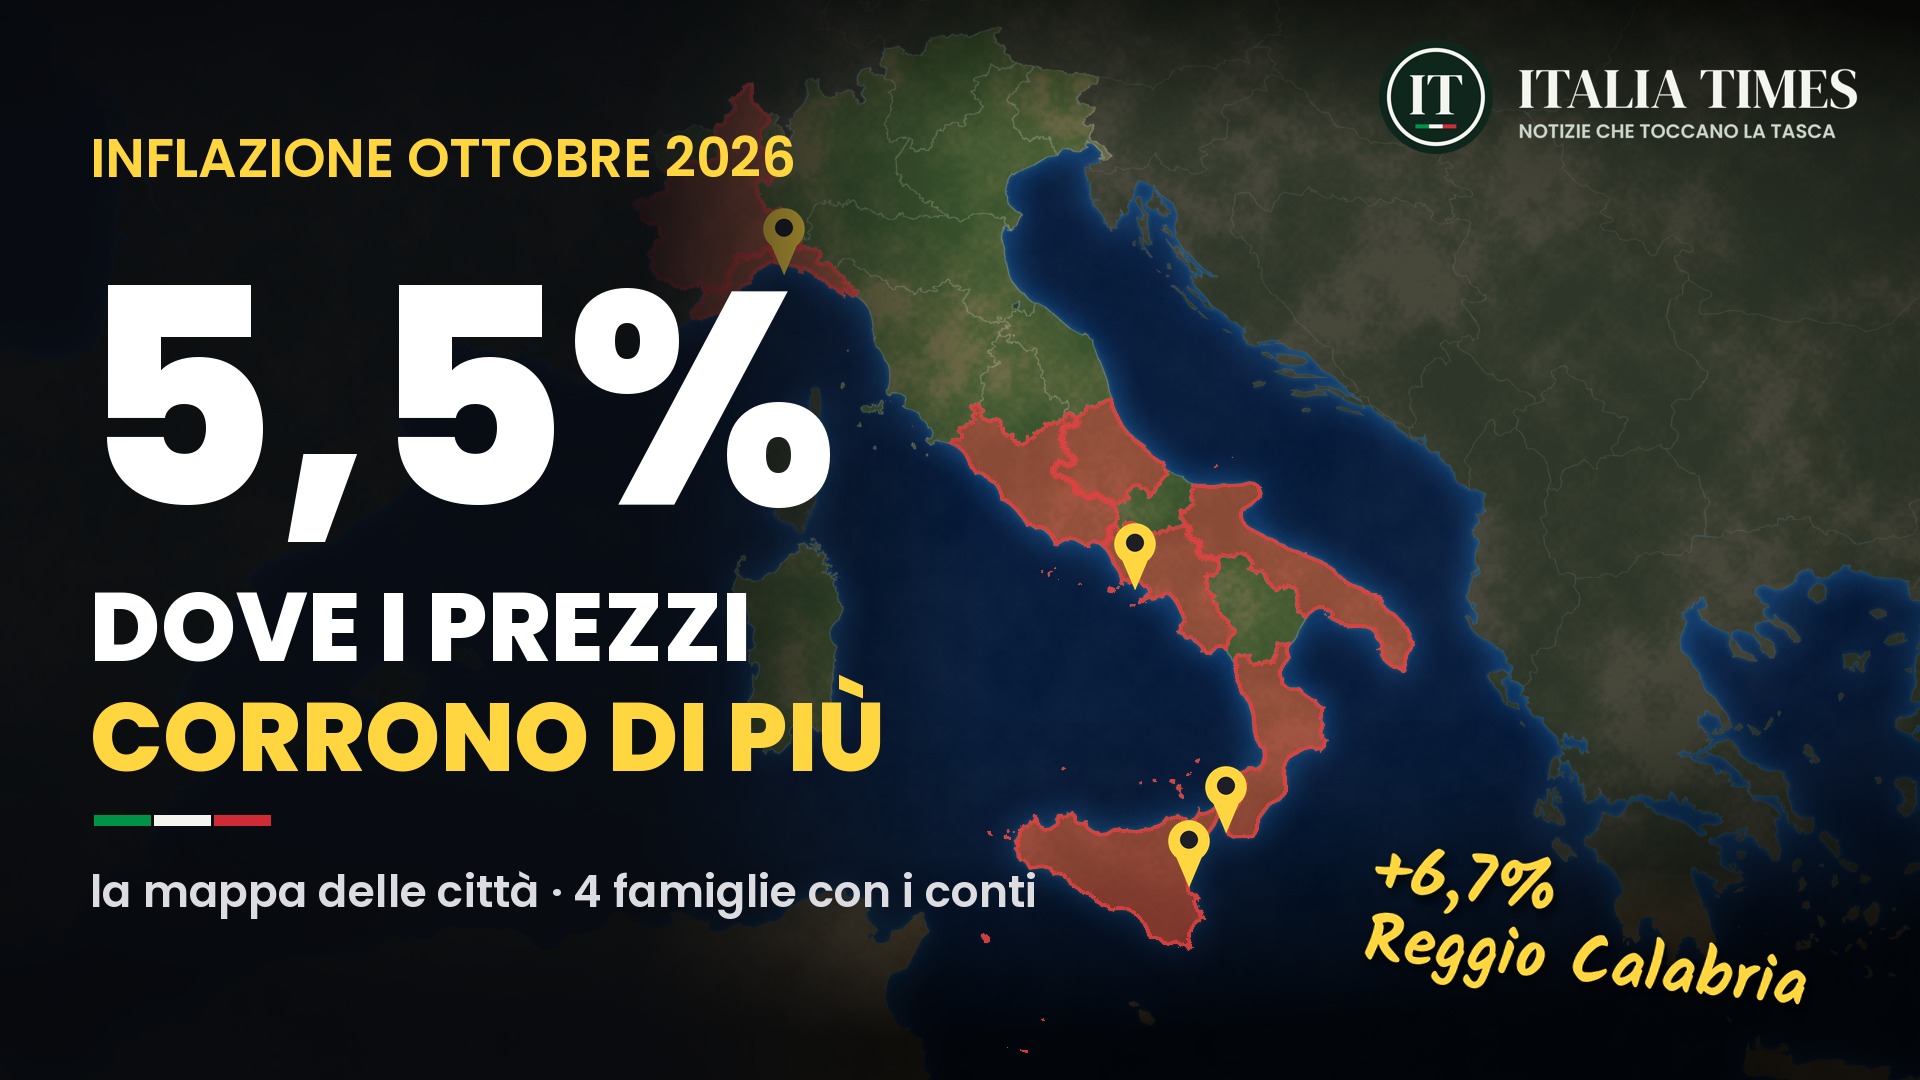 IT
ITALIA TIMES
NOTIZIE CHE TOCCANO LA TASCA
INFLAZIONE OTTOBRE 2026
5,5%
DOVE I PREZZI
CORRONO DI PIÙ
la mappa delle città · 4 famiglie con i conti
+6,7%
Reggio Calabria